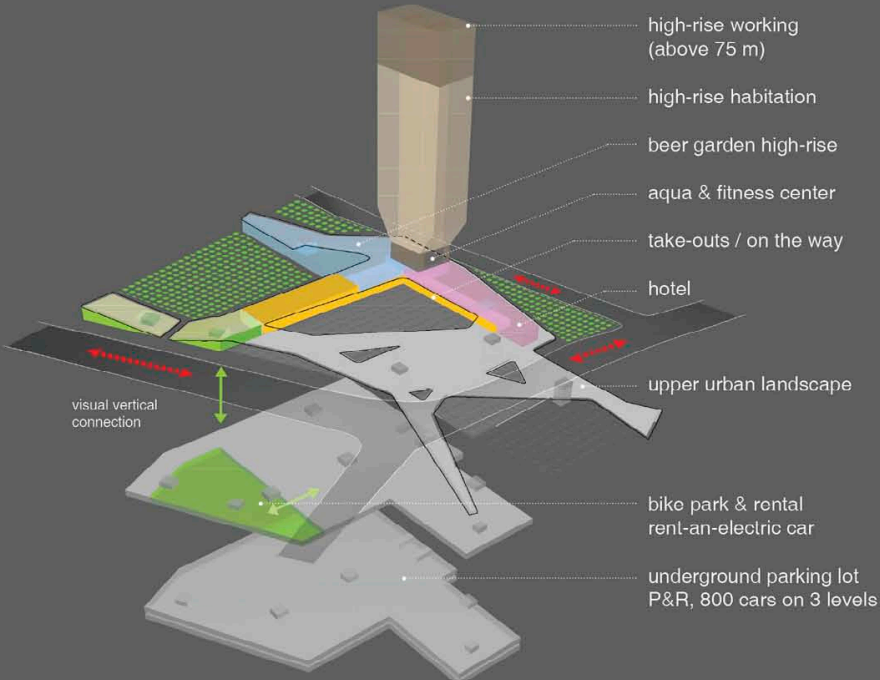 high-rise working
(above 75 m)
high-rise habitation
beer garden high-rise
aqua & fitness center
take-outs / on the way
hotel
upper urban landscape
visual vertical
connection
bike park & rental
rent-an-electric car
underground parking lot
P&R, 800 cars on 3 levels